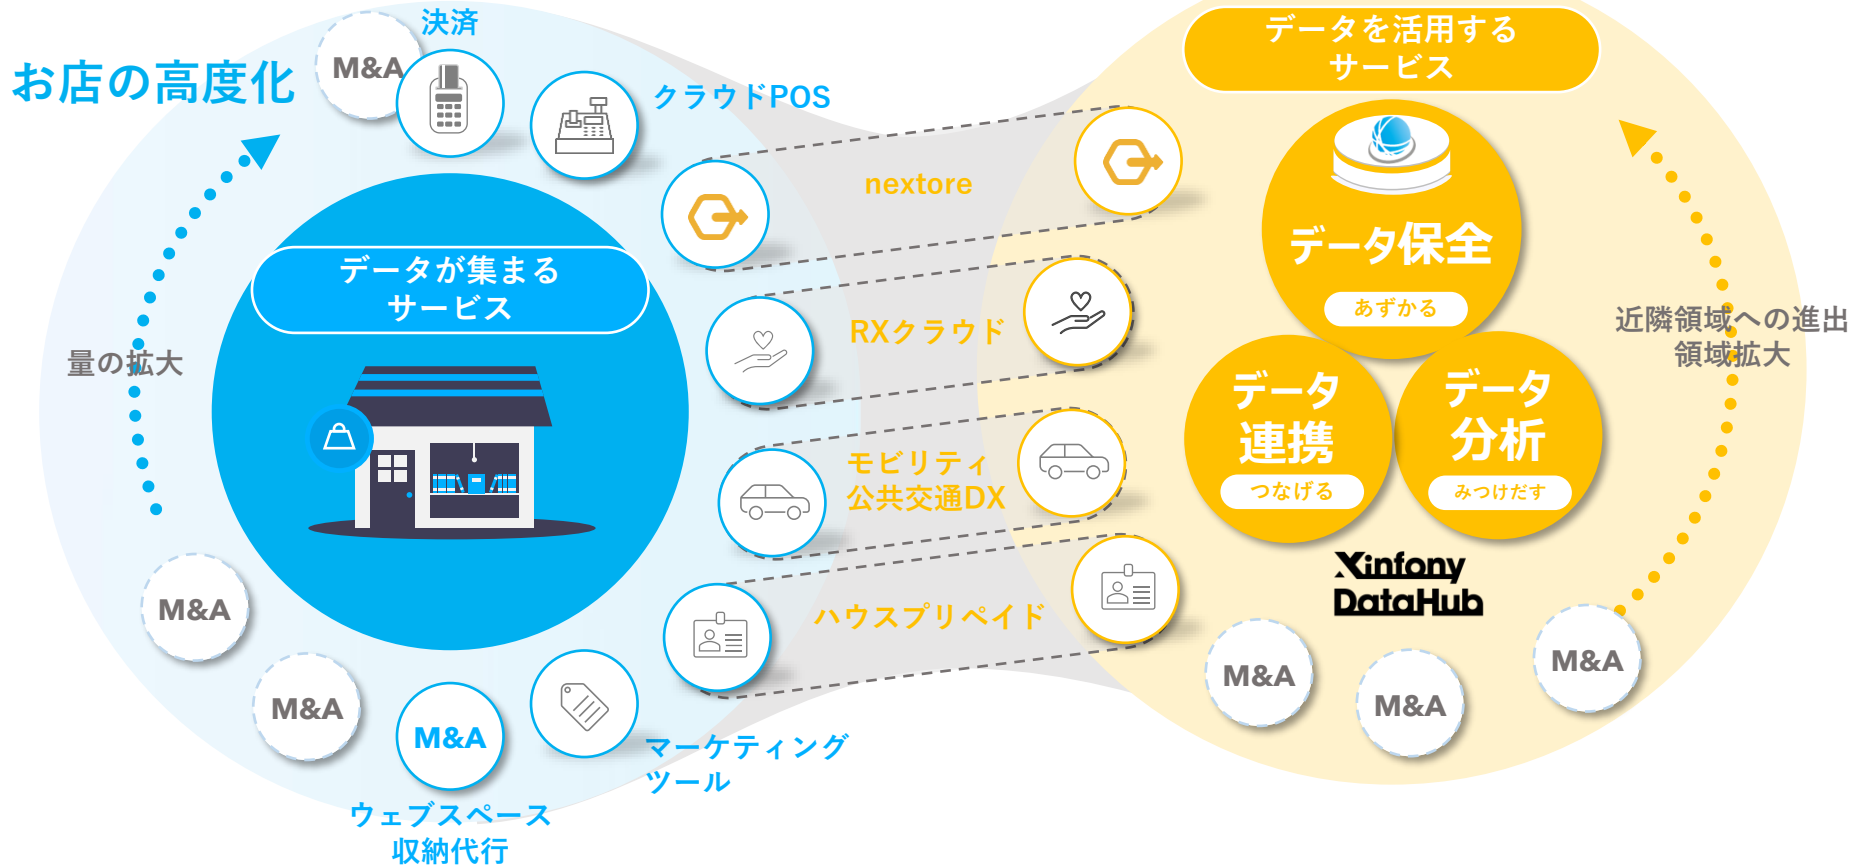 お店の高度化
M&A
決済
クラウドPOS
データが集まる
サービス
量の拡大
M&A
M&A
M&A
ウェブスペース
収納代行
マーケティング
ツール
nextore
RXクラウド
モビリティ
公共交通DX
ハウスプリペイド
データを活用する
サービス
データ保全
あずかる
データ
連携
つなげる
データ
分析
みつけだす
Xinfony
DataHub
近隣領域への進出
領域拡大
M&A
M&A
M&A